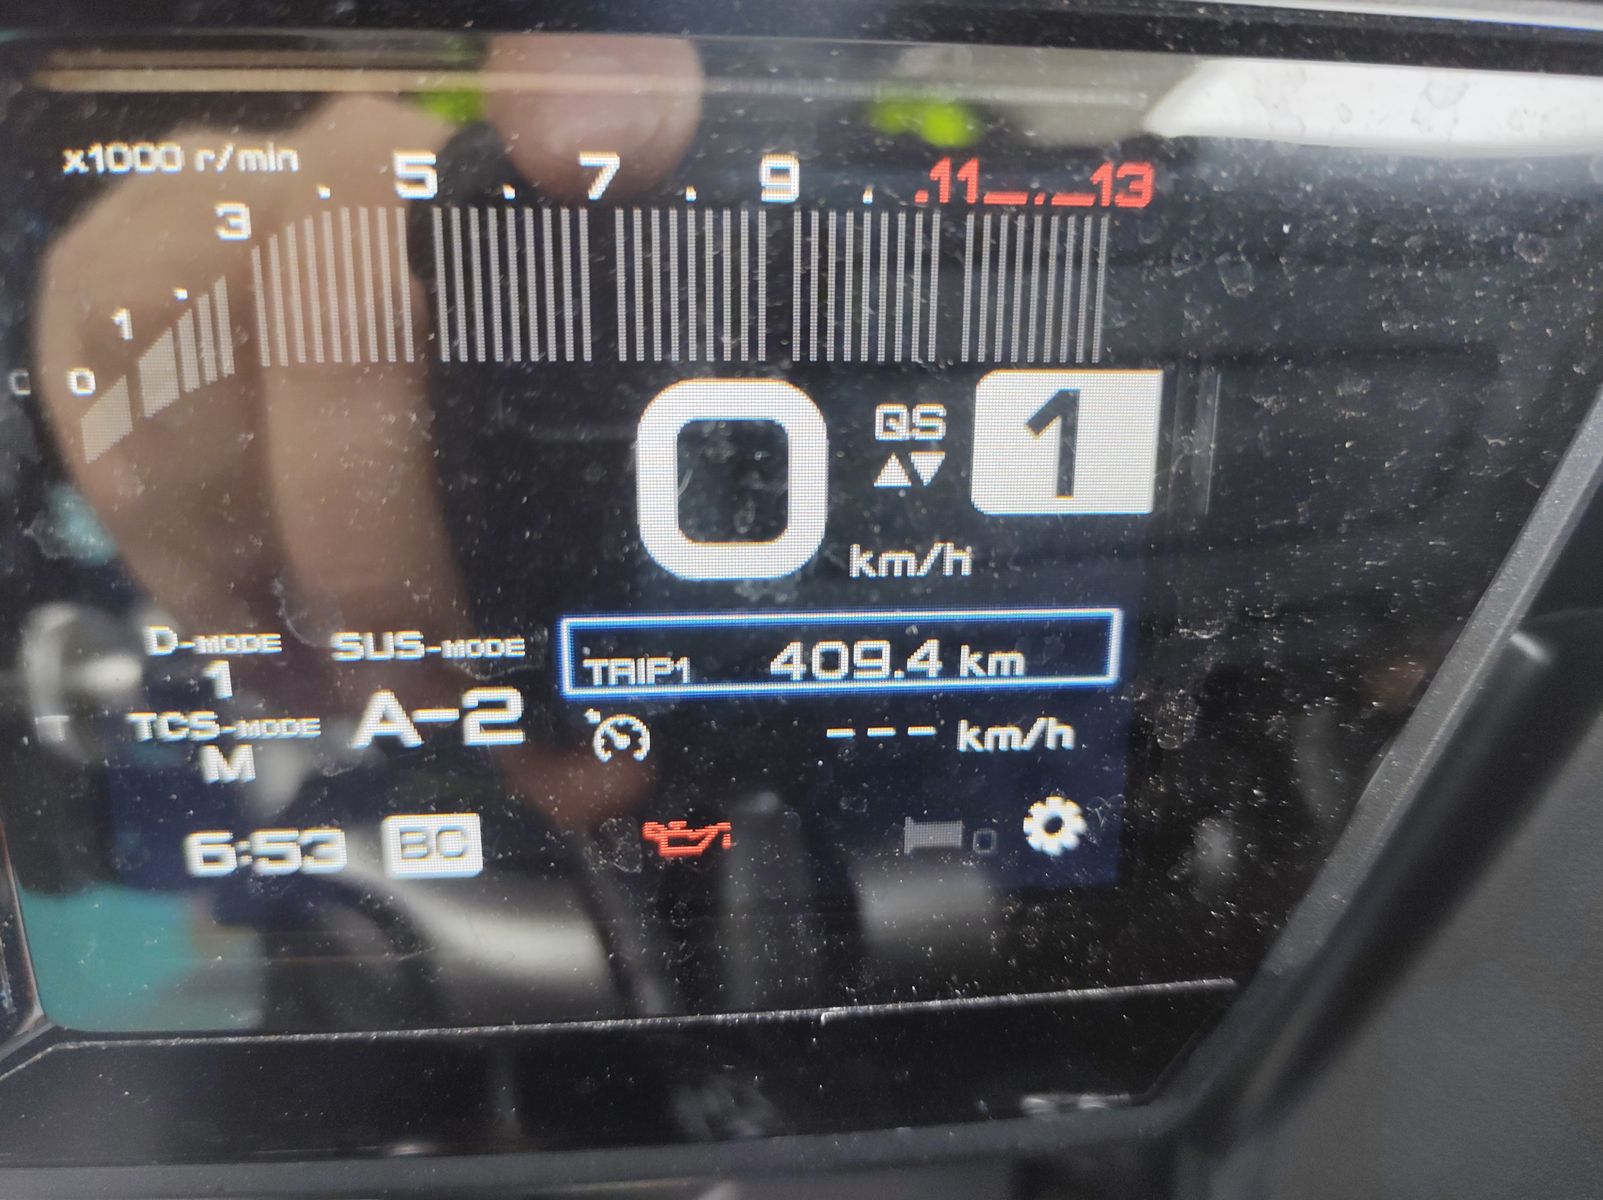 x1000 r/min
0 1 3 5 7 9 11 13
0
QS
1
km/h
D-MODE
1
SUS-MODE
A-2
TCS-MODE
M
TRIP1 409.4 km
--- km/h
6:53
BC
0